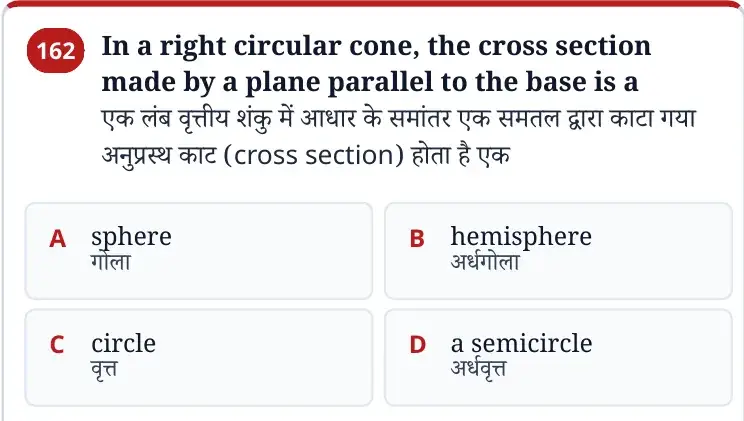 162 In a right circular cone, the cross section
made by a plane parallel to the base is a
एक लंब वृत्तीय शंकु में आधार के समांतर एक समतल द्वारा काटा गया
अनुप्रस्थ काट (cross section) होता है एक
A sphere
गोला
B hemisphere
अर्धगोला
C circle
वृत्त
D a semicircle
अर्धवृत्त